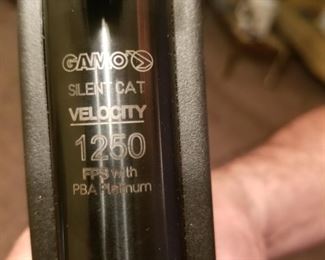 GAMO
SILENT CAT
VELOCITY
1250
FPS with
PBA Platinum